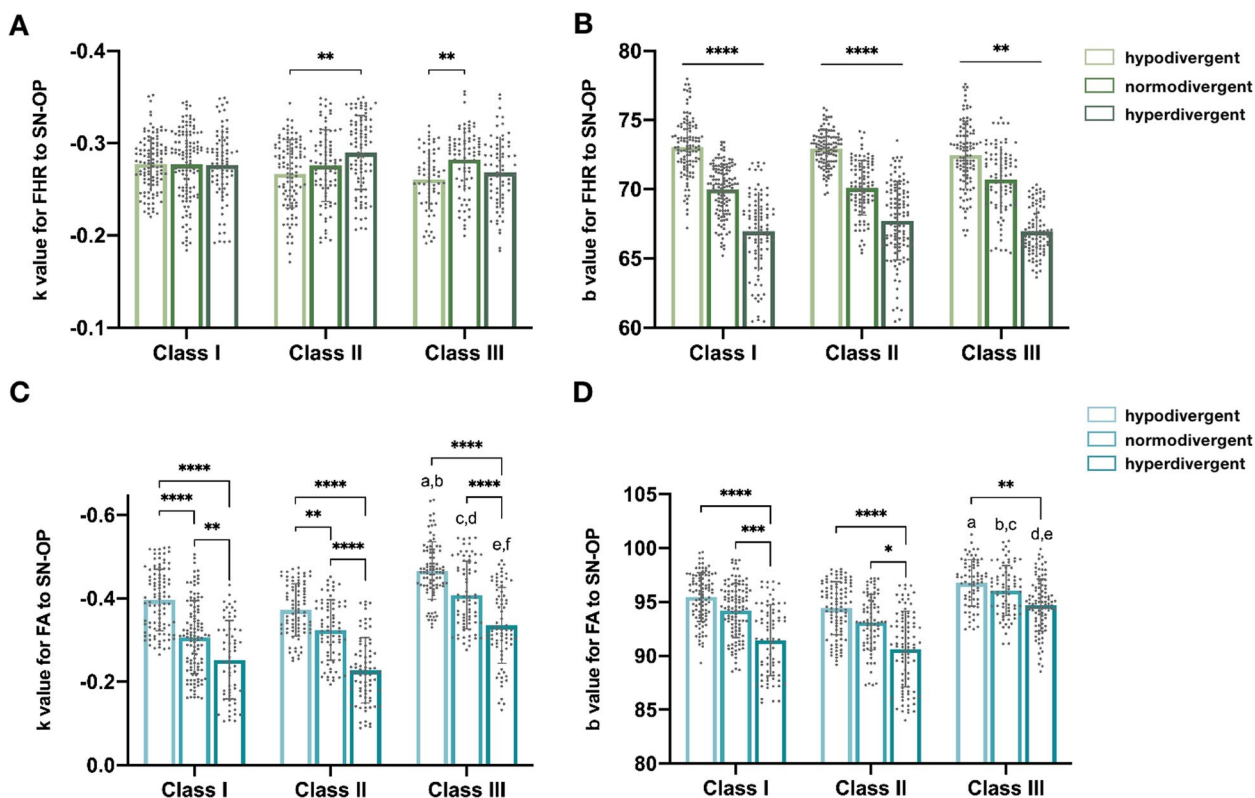 A
k value for FHR to SN-OP
-0.4
-0.3
-0.2
-0.1
**
**
Class I
Class II
Class III
B
b value for FHR to SN-OP
80
75
70
65
60
****
****
**
Class I
Class II
Class III
hypodivergent
normodivergent
hyperdivergent
C
k value for FA to SN-OP
-0.6
-0.4
-0.2
0.0
****
****
**
****
**
****
****
****
a,b
c,d
e,f
Class I
Class II
Class III
D
b value for FA to SN-OP
105
100
95
90
85
80
****
***
****
*
**
a
b,c
d,e
Class I
Class II
Class III
hypodivergent
normodivergent
hyperdivergent